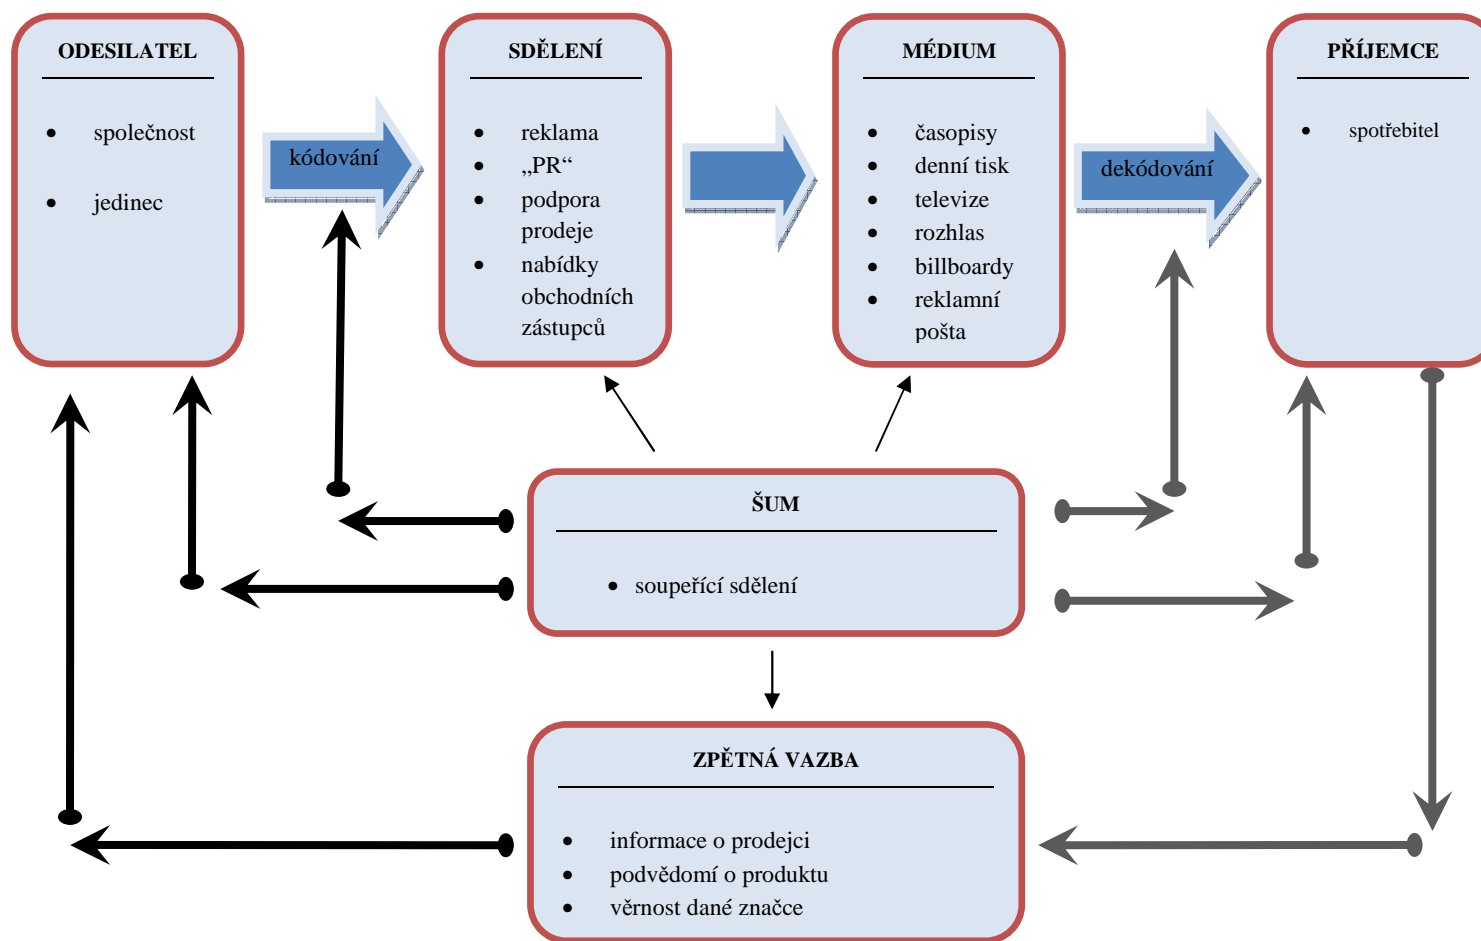 ODESILATEL
společnost
jedinec
kódování
SDĚLENÍ
reklama
„PR“
podpora
prodeje
nabídky
obchodních
zástupců
MÉDIUM
časopisy
denní tisk
televize
rozhlas
billboardy
reklamní
pošta
dekódování
PŘÍJEMCE
spotřebitel
ŠUM
soupeřící sdělení
ZPĚTNÁ VAZBA
informace o prodejci
podvědomí o produktu
věrnost dané značce